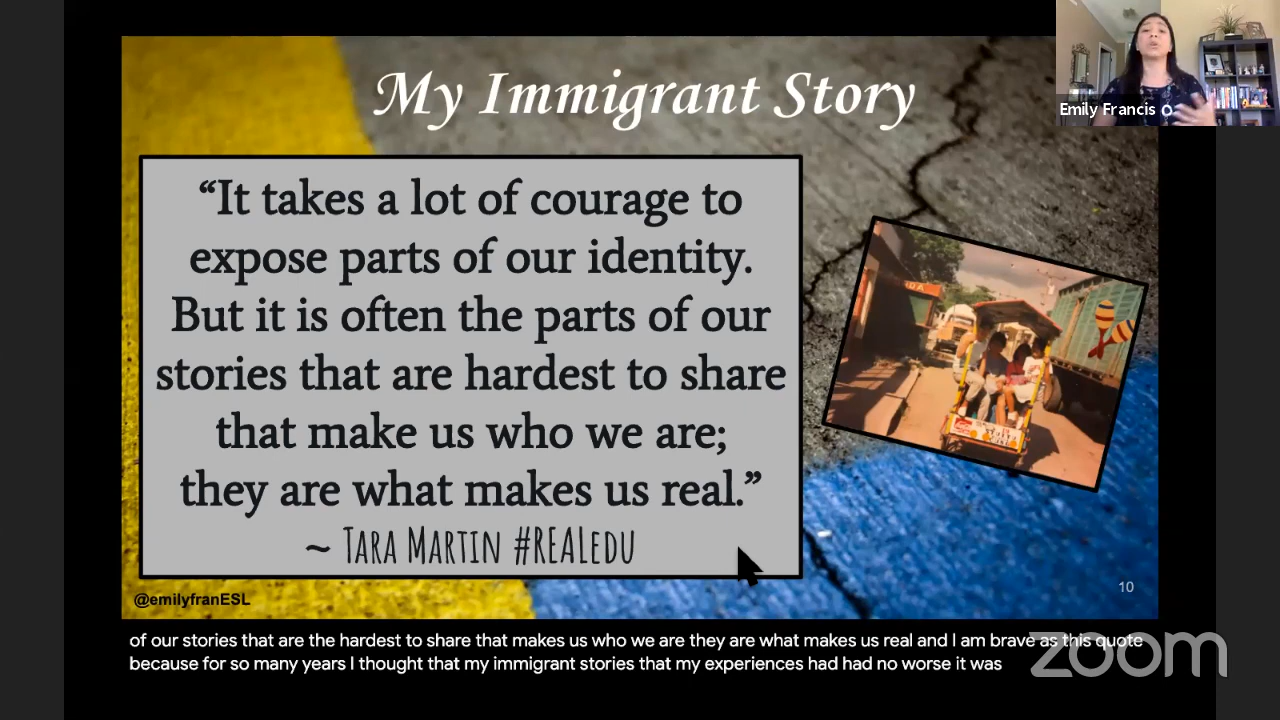 My Immigrant Story
Emily Francis
“It takes a lot of courage to
expose parts of our identity.
But it is often the parts of our
stories that are hardest to share
that make us who we are;
they are what makes us real.”
~ Tara Martin #REALedu
@emilyfranESL
10
of our stories that are the hardest to share that makes us who we are they are what makes us real and I am brave as this quote
because for so many years I thought that my immigrant stories that my experiences had had no worse it was
zoom